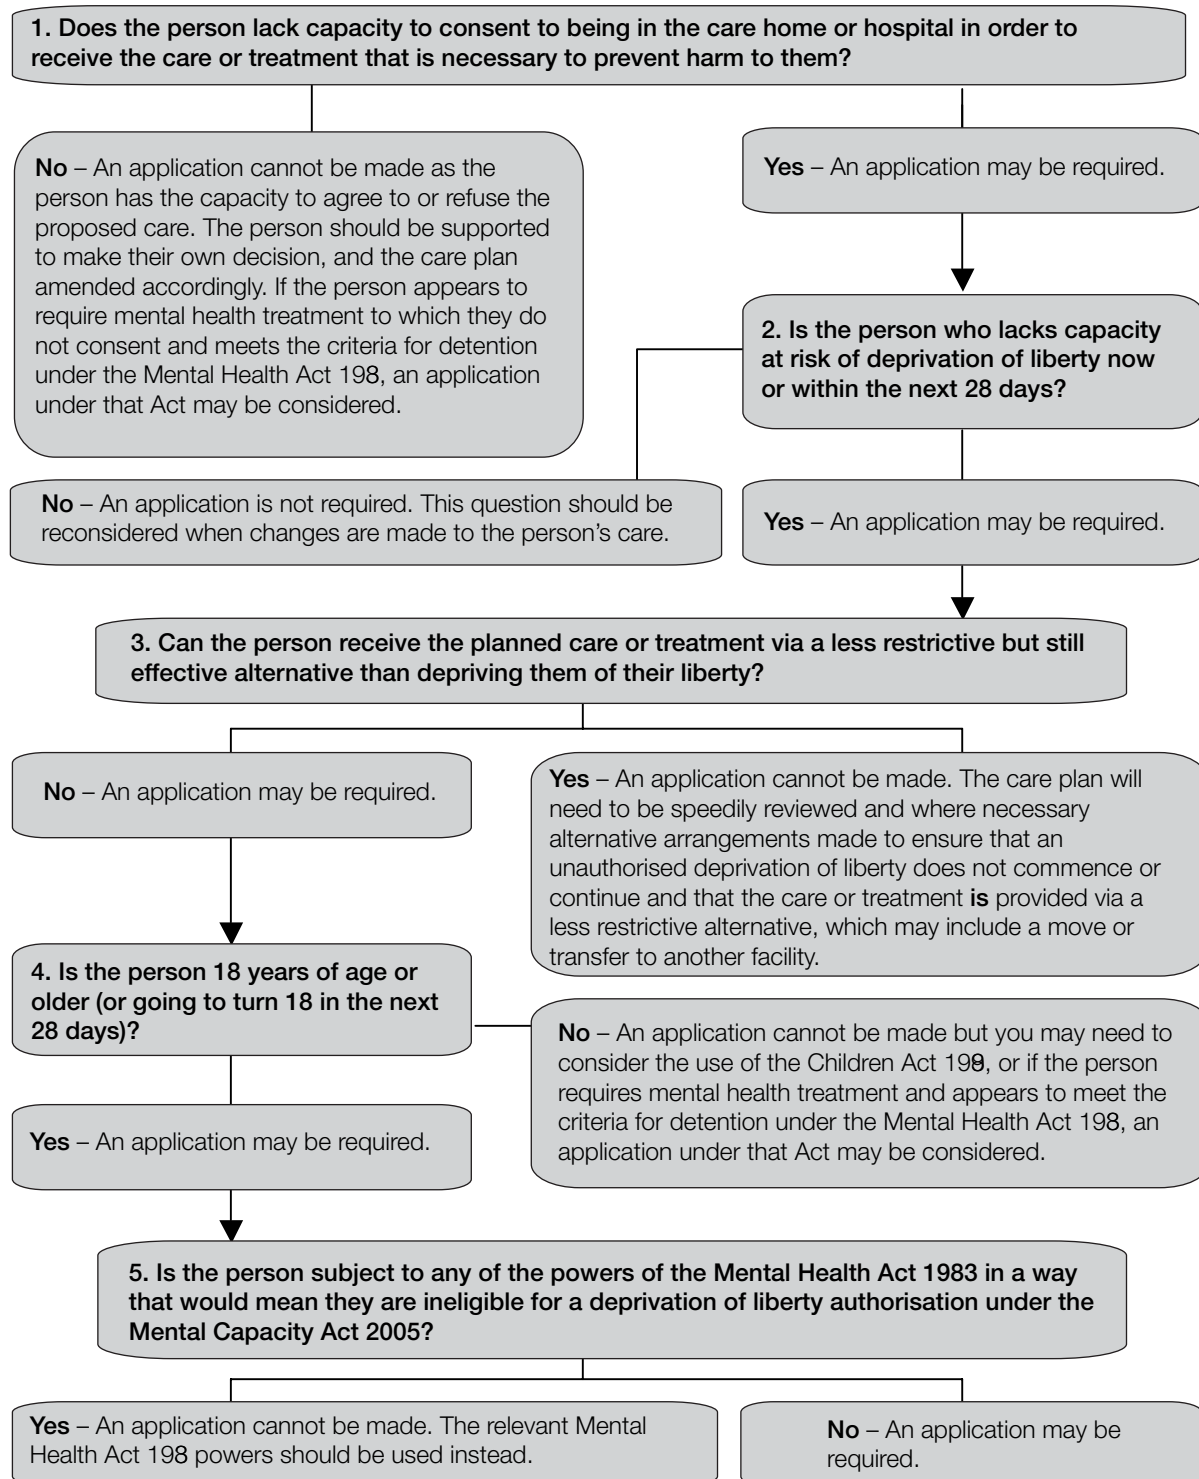 1. Does the person lack capacity to consent to being in the care home or hospital in order to
receive the care or treatment that is necessary to prevent harm to them?
No – An application cannot be made as the
person has the capacity to agree to or refuse the
proposed care. The person should be supported
to make their own decision, and the care plan
amended accordingly. If the person appears to
require mental health treatment to which they do
not consent and meets the criteria for detention
under the Mental Health Act 198, an application
under that Act may be considered.
Yes – An application may be required.
2. Is the person who lacks capacity
at risk of deprivation of liberty now
or within the next 28 days?
No – An application is not required. This question should be
reconsidered when changes are made to the person’s care.
Yes – An application may be required.
3. Can the person receive the planned care or treatment via a less restrictive but still
effective alternative than depriving them of their liberty?
No – An application may be required.
Yes – An application cannot be made. The care plan will
need to be speedily reviewed and where necessary
alternative arrangements made to ensure that an
unauthorised deprivation of liberty does not commence or
continue and that the care or treatment is provided via a
less restrictive alternative, which may include a move or
transfer to another facility.
4. Is the person 18 years of age or
older (or going to turn 18 in the next
28 days)?
No – An application cannot be made but you may need to
consider the use of the Children Act or if the person
requires mental health treatment and appears to meet the
criteria for detention under the Mental Health Act 198, an
application under that Act may be considered.
Yes – An application may be required.
5. Is the person subject to any of the powers of the Mental Health Act 1983 in a way
that would mean they are ineligible for a deprivation of liberty authorisation under the
Mental Capacity Act 2005?
Yes – An application cannot be made. The relevant Mental
Health Act 198 powers should be used instead.
No – An application may be
required.